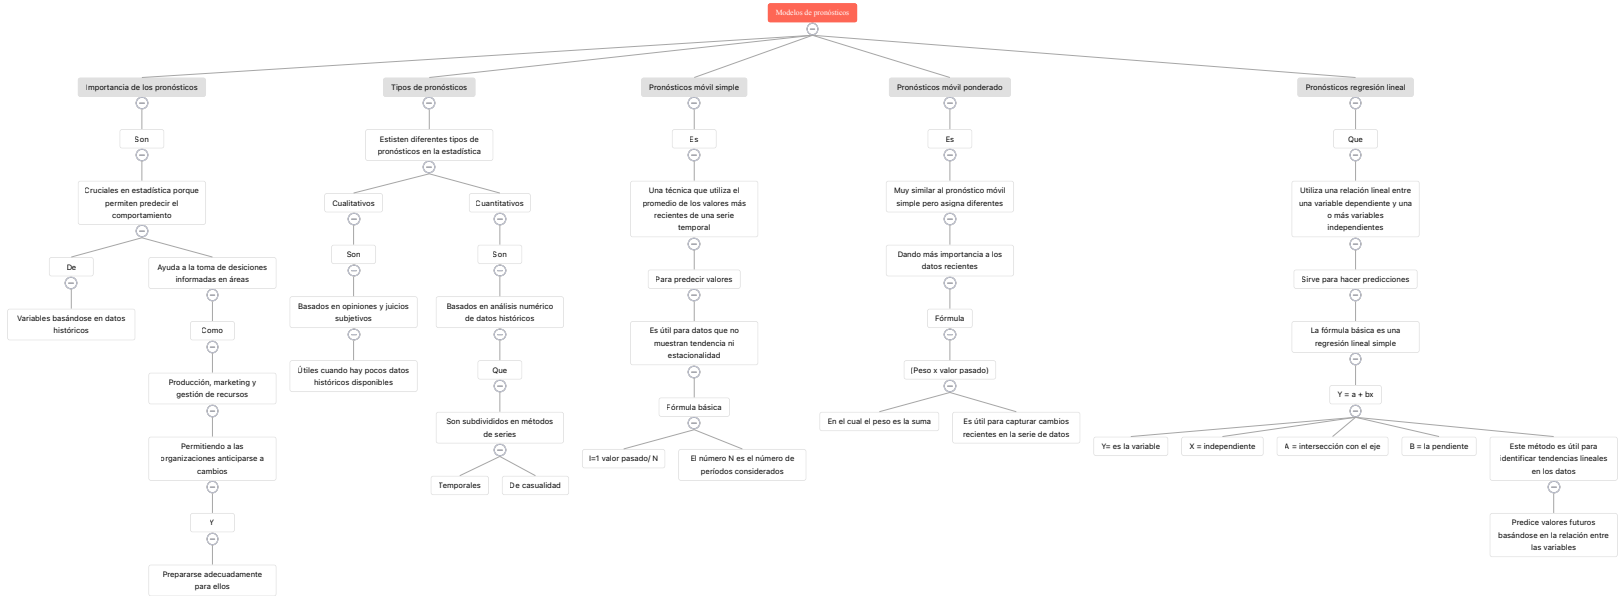 Modelos de pronósticos
Importancia de los pronósticos
Son
Cruciales en estadística porque
permiten predecir el
comportamiento
De
Variables basándose en datos
históricos
Ayuda a la toma de desiciones
informadas en áreas
Como
Producción, marketing y
gestión de recursos
Permitiendo a las
organizaciones anticiparse a
cambios
Y
Prepararse adecuadamente
para ellos
Tipos de pronósticos
Estisten diferentes tipos de
pronósticos en la estadística
Cualitativos
Son
Basados en opiniones y juicios
subjetivos
Útiles cuando hay pocos datos
históricos disponibles
Cuantitativos
Son
Basados en análisis numérico
de datos históricos
Que
Son subdivididos en métodos
de series
Temporales
De casualidad
Pronósticos móvil simple
Es
Una técnica que utiliza el
promedio de los valores más
recientes de una serie
temporal
Para predecir valores
Es útil para datos que no
muestran tendencia ni
estacionalidad
Fórmula básica
I=1 valor pasado/ N
El número N es el número de
períodos considerados
Pronósticos móvil ponderado
Es
Muy similar al pronóstico móvil
simple pero asigna diferentes
Dando más importancia a los
datos recientes
Fórmula
(Peso x valor pasado)
En el cual el peso es la suma
Es útil para capturar cambios
recientes en la serie de datos
Pronósticos regresión lineal
Que
Utiliza una relación lineal entre
una variable dependiente y una
o más variables
independientes
Sirve para hacer predicciones
La fórmula básica es una
regresión lineal simple
Y = a + bx
Y= es la variable
X = independiente
A = intersección con el eje
B = la pendiente
Este método es útil para
identificar tendencias lineales
en los datos
Predice valores futuros
basándose en la relación entre
las variables